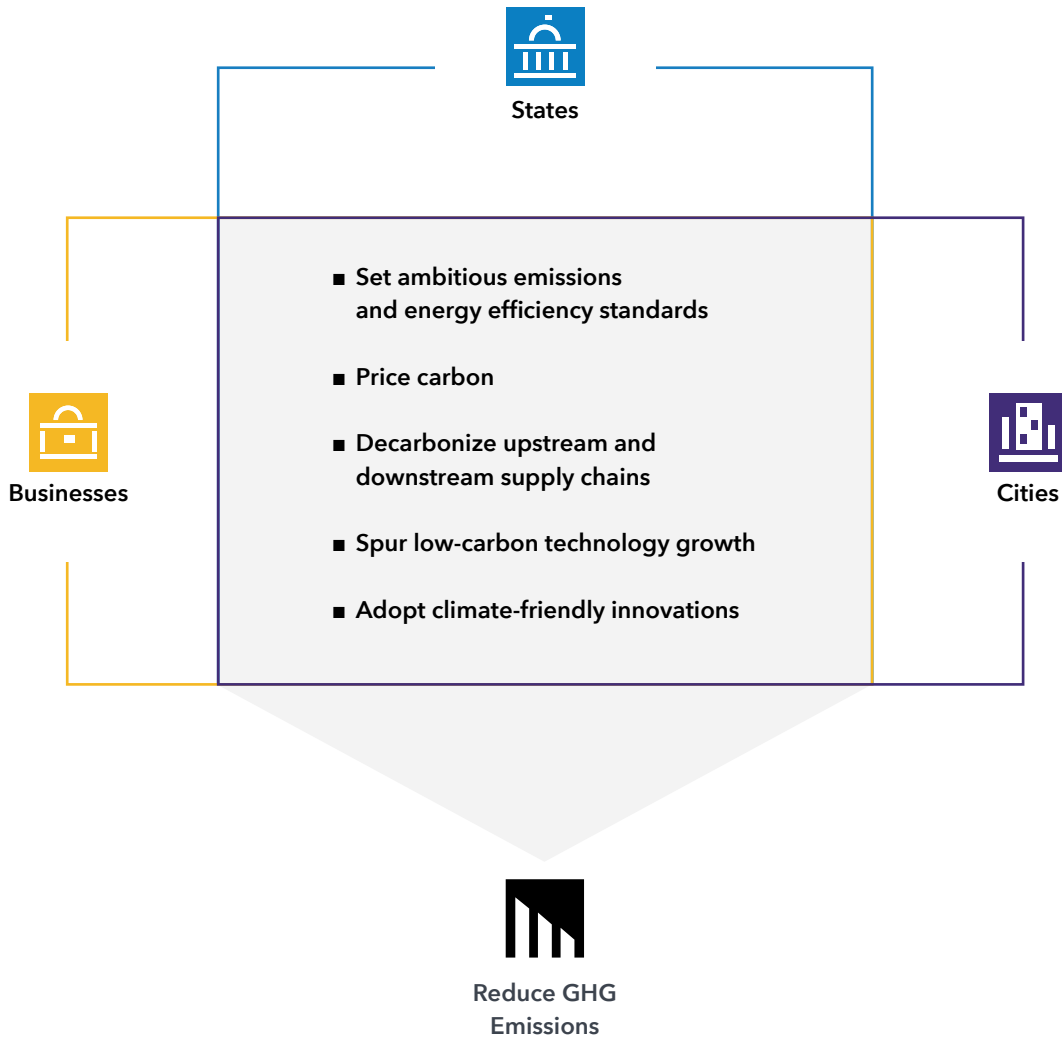 States
■ Set ambitious emissions
and energy efficiency standards
■ Price carbon
■ Decarbonize upstream and
downstream supply chains
■ Spur low-carbon technology growth
■ Adopt climate-friendly innovations
Businesses
Cities
Reduce GHG
Emissions